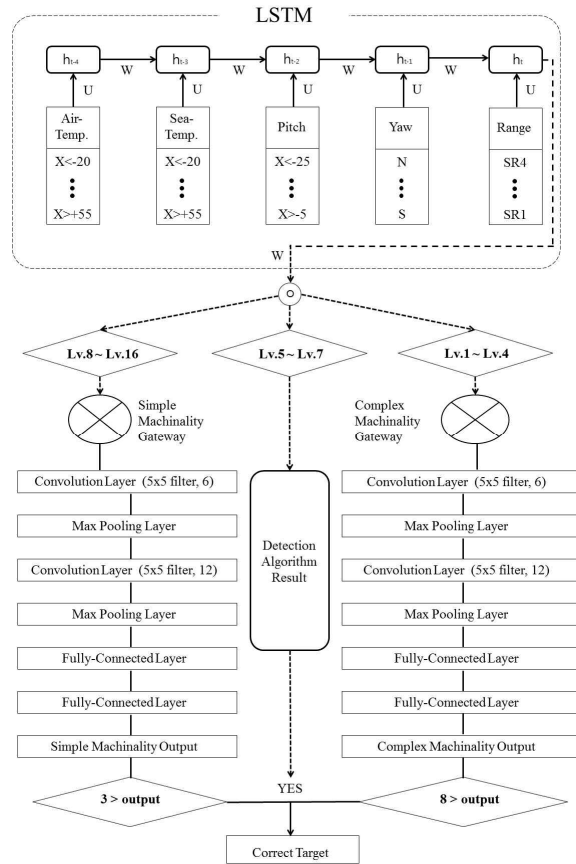 LSTM
ht-4
ht-3
ht-2
ht-1
ht
W
W
W
W
U
U
U
U
U
Air-
Temp.
Sea-
Temp.
Pitch
Yaw
Range
X<-20
X<-20
X<-25
N
SR4
X>+55
X>+55
X>-5
S
SR1
W
O
Lv.8~ Lv.16
Lv.5~ Lv.7
Lv.1~ Lv.4
Simple
Machinality
Gateway
Complex
Machinality
Gateway
Convolution Layer (5x5 filter, 6)
Max Pooling Layer
Convolution Layer (5x5 filter, 12)
Max Pooling Layer
Fully-Connected Layer
Fully-Connected Layer
Simple Machinality Output
Detection
Algorithm
Result
Convolution Layer (5x5 filter, 6)
Max Pooling Layer
Convolution Layer (5x5 filter, 12)
Max Pooling Layer
Fully-Connected Layer
Fully-Connected Layer
Complex Machinality Output
3 > output
YES
8 > output
Correct Target